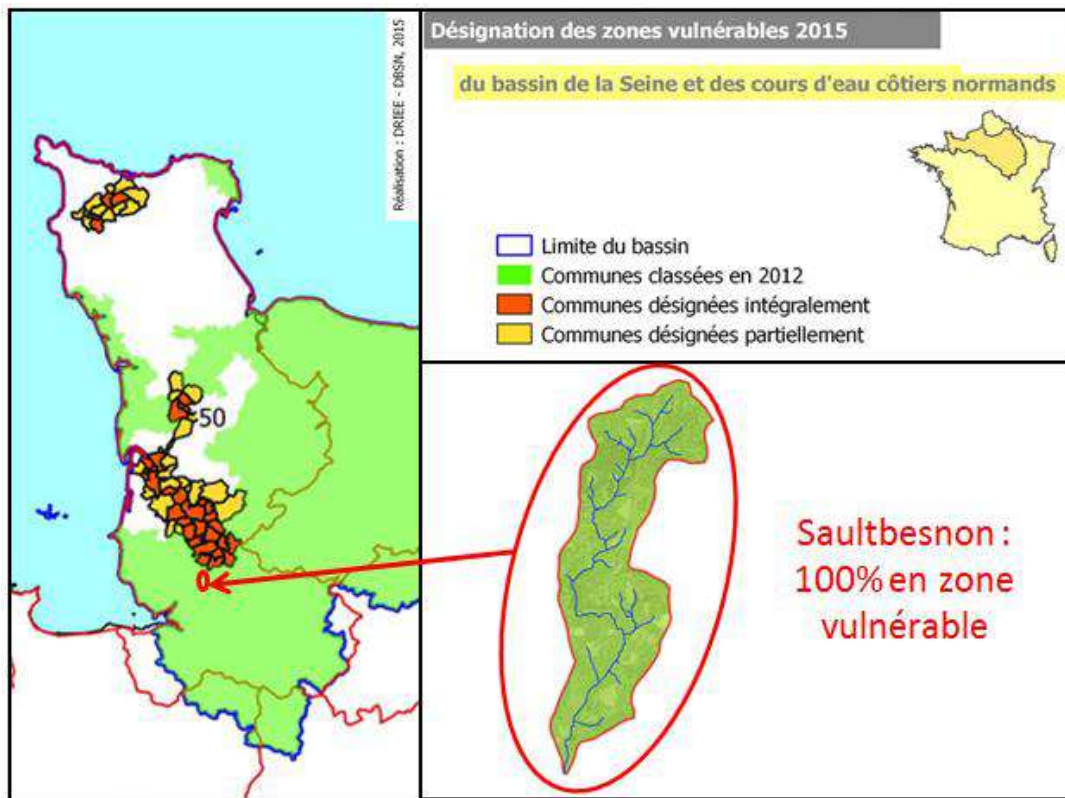 Désignation des zones vulnérables 2015
du bassin de la Seine et des cours d'eau côtiers normands
Réalisation : DRIEE - DBSN, 2015
Limite du bassin
Communes classées en 2012
Communes désignées intégralement
Communes désignées partiellement
50
Saultbesnon :
100% en zone
vulnérable